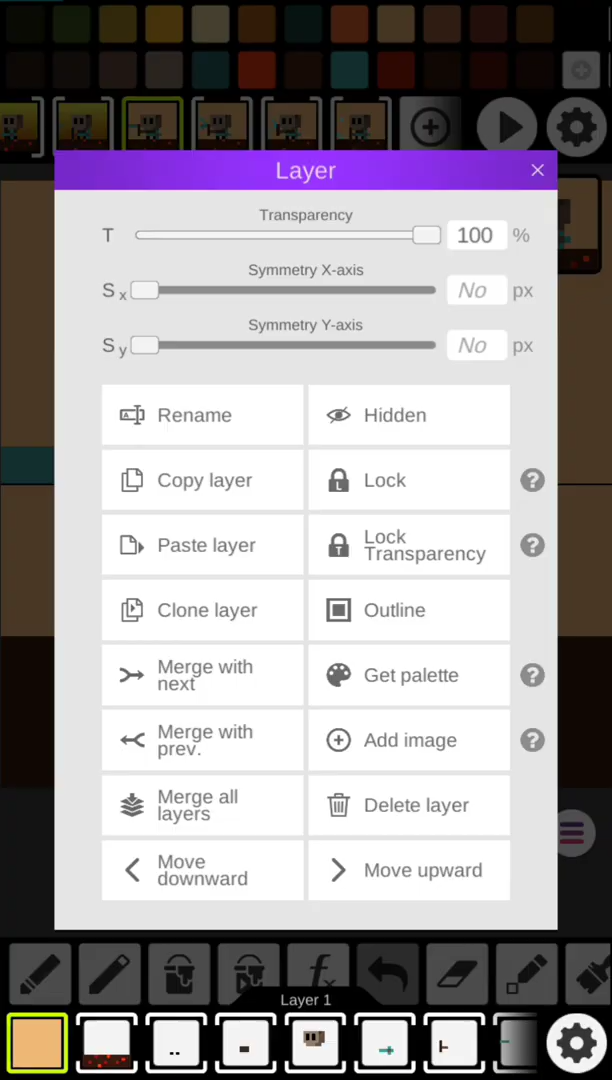 Layer
Transparency
T 100 %
Symmetry X-axis
Sx No px
Symmetry Y-axis
Sy No px
Rename
Hidden
Copy layer
Lock
?
Paste layer
Lock
Transparency
?
Clone layer
Outline
Merge with
next
Get palette
?
Merge with
prev.
Add image
?
Merge all
layers
Delete layer
Move
downward
Move upward
fx
Layer 1